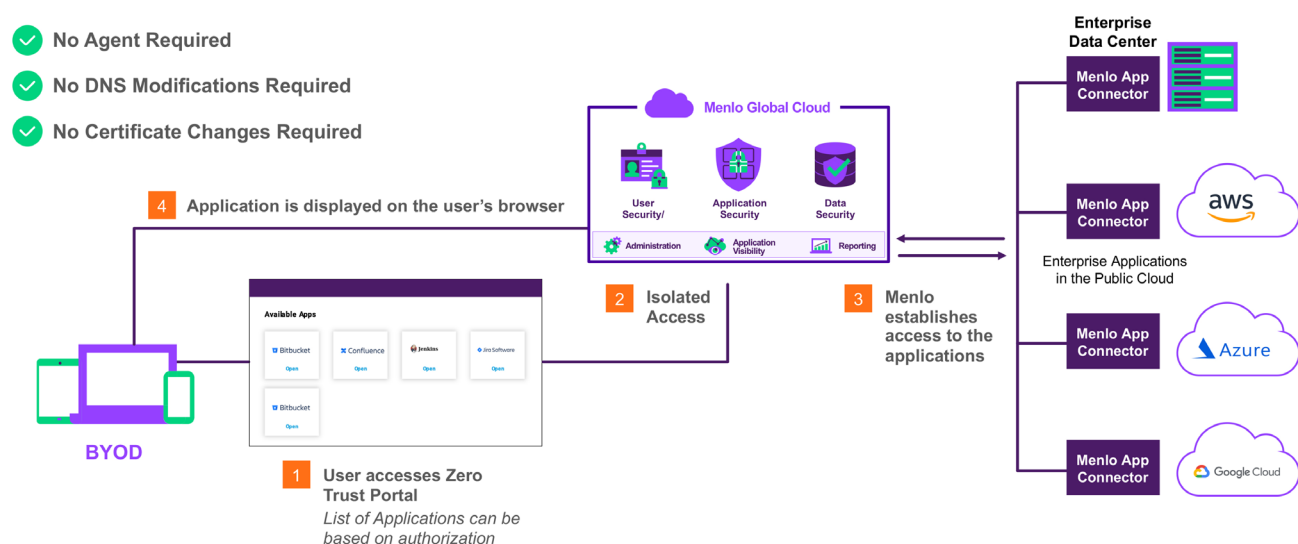 No Agent Required
No DNS Modifications Required
No Certificate Changes Required
Enterprise
Data Center
Menlo App
Connector
Menlo Global Cloud
User
Security/
Application
Security
Data
Security
Administration
Application
Visibility
Reporting
4 Application is displayed on the user's browser
Menlo App
Connector
aws
Enterprise Applications
in the Public Cloud
2 Isolated
Access
3 Menlo
establishes
access to the
applications
Available Apps
Bitbucket
Open
Confluence
Open
Jenkins
Open
Jira Software
Open
Bitbucket
Open
Menlo App
Connector
Azure
BYOD
1 User accesses Zero
Trust Portal
List of Applications can be
based on authorization
Menlo App
Connector
Google Cloud